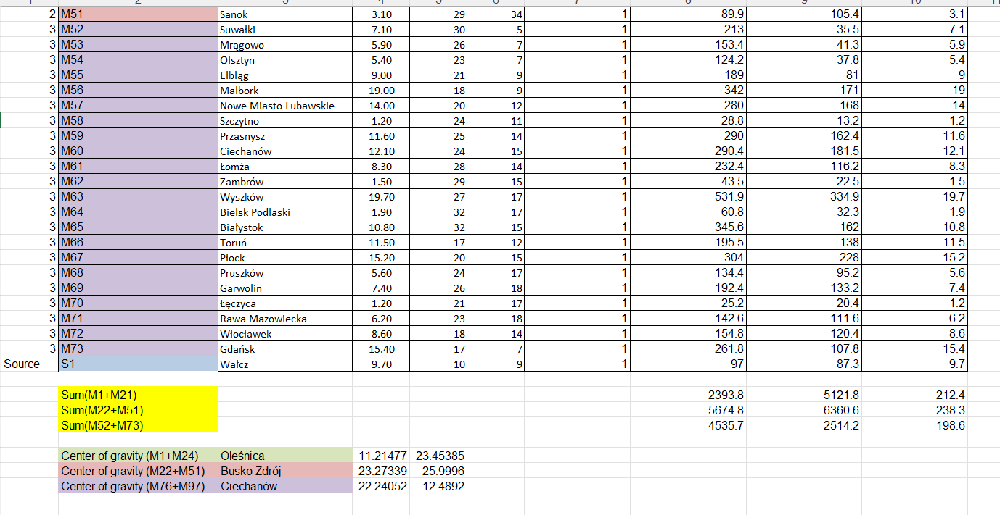 1 2 3 4 5 6 7 8 9 10 11
2 M51 Sanok 3.10 29 34 1 89.9 105.4 3.1
3 M52 Suwałki 7.10 30 5 1 213 35.5 7.1
3 M53 Mrągowo 5.90 26 7 1 153.4 41.3 5.9
3 M54 Olsztyn 5.40 23 7 1 124.2 37.8 5.4
3 M55 Elbląg 9.00 21 9 1 189 81 9
3 M56 Malbork 19.00 18 9 1 342 171 19
3 M57 Nowe Miasto Lubawskie 14.00 20 12 1 280 168 14
3 M58 Szczytno 1.20 24 11 1 28.8 13.2 1.2
3 M59 Przasnysz 11.60 25 14 1 290 162.4 11.6
3 M60 Ciechanów 12.10 24 15 1 290.4 181.5 12.1
3 M61 Łomża 8.30 28 14 1 232.4 116.2 8.3
3 M62 Zambrów 1.50 29 15 1 43.5 22.5 1.5
3 M63 Wyszków 19.70 27 17 1 531.9 334.9 19.7
3 M64 Bielsk Podlaski 1.90 32 17 1 60.8 32.3 1.9
3 M65 Białystok 10.80 32 15 1 345.6 162 10.8
3 M66 Toruń 11.50 17 12 1 195.5 138 11.5
3 M67 Płock 15.20 20 15 1 304 228 15.2
3 M68 Pruszków 5.60 24 17 1 134.4 95.2 5.6
3 M69 Garwolin 7.40 26 18 1 192.4 133.2 7.4
3 M70 Łęczyca 1.20 21 17 1 25.2 20.4 1.2
3 M71 Rawa Mazowiecka 6.20 23 18 1 142.6 111.6 6.2
3 M72 Włocławek 8.60 18 14 1 154.8 120.4 8.6
3 M73 Gdańsk 15.40 17 7 1 261.8 107.8 15.4
Source S1 Wałcz 9.70 10 9 1 97 87.3 9.7
Sum(M1+M21) 2393.8 5121.8 212.4
Sum(M22+M51) 5674.8 6360.6 238.3
Sum(M52+M73) 4535.7 2514.2 198.6
Center of gravity (M1+M24) Oleśnica 11.21477 23.45385
Center of gravity (M22+M51) Busko Zdrój 23.27339 25.9996
Center of gravity (M76+M97) Ciechanów 22.24052 12.4892